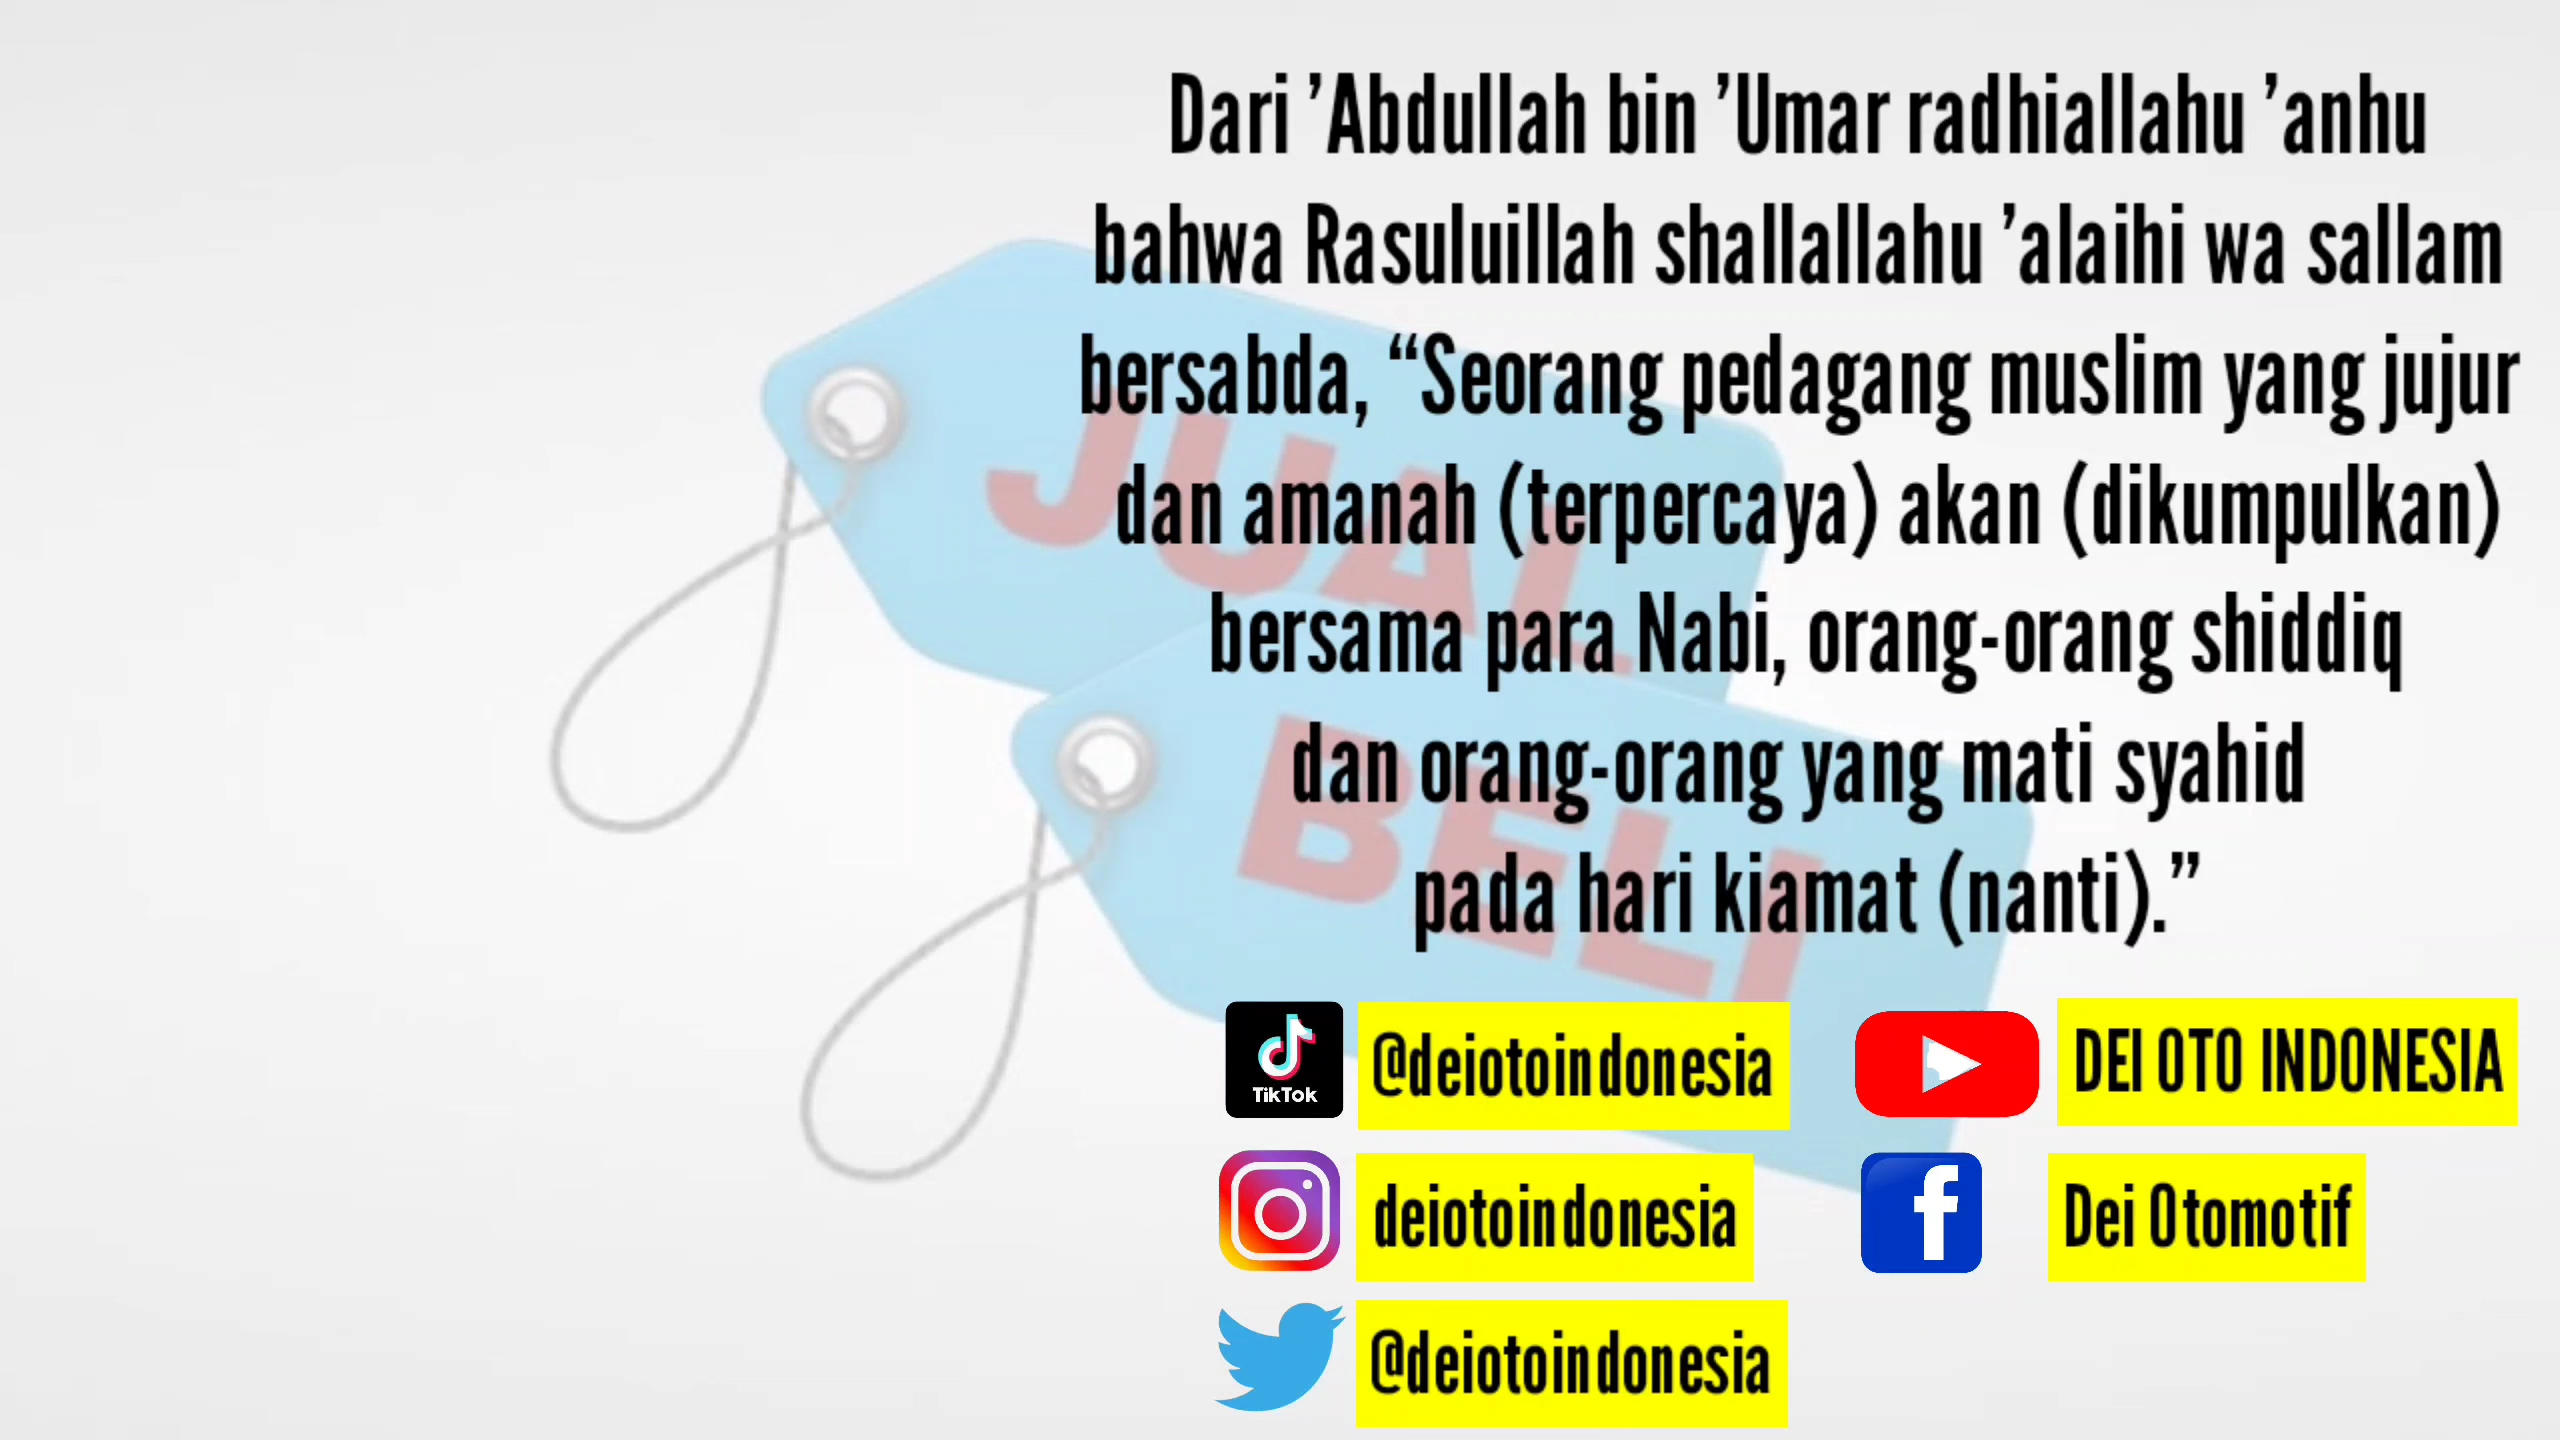 Dari ’Abdullah bin ’Umar radhiallahu ’anhu
bahwa Rasuluillah shallallahu ’alaihi wa sallam
bersabda, “Seorang pedagang muslim yang jujur
dan amanah (terpercaya) akan (dikumpulkan)
bersama para Nabi, orang-orang shiddiq
dan orang-orang yang mati syahid
pada hari kiamat (nanti).”
JUAL
BELI
TikTok
@deiotoindonesia
DEI OTO INDONESIA
deiotoindonesia
Dei Otomotif
@deiotoindonesia